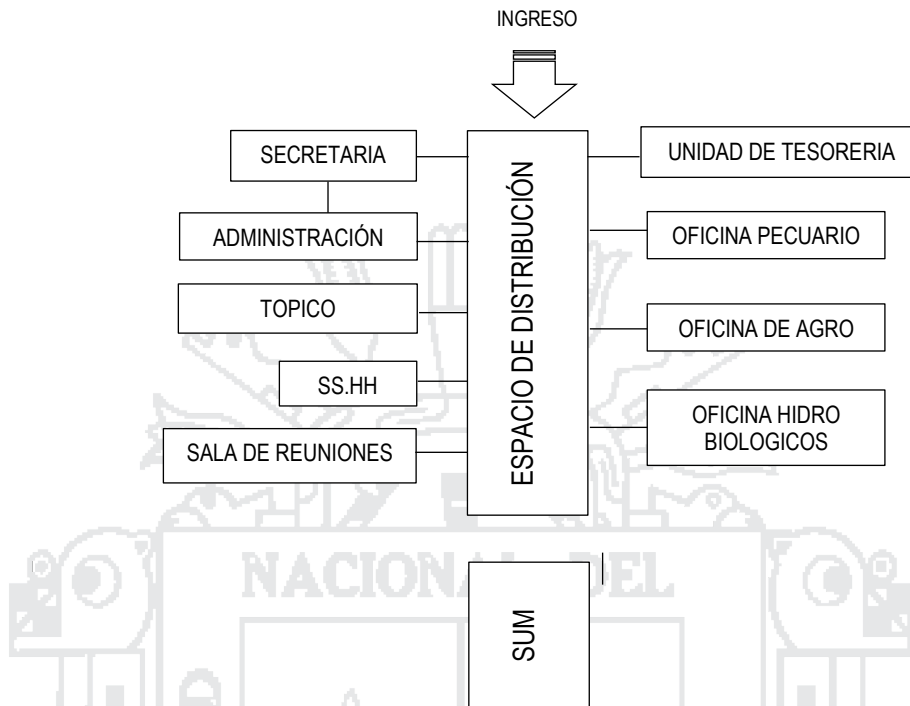 INGRESO
SECRETARIA
UNIDAD DE TESORERIA
ADMINISTRACIÓN
OFICINA PECUARIO
TOPICO
OFICINA DE AGRO
SS.HH
OFICINA HIDRO
BIOLOGICOS
SALA DE REUNIONES
ESPACIO DE DISTRIBUCIÓN
NACIONAL DEL
SUM